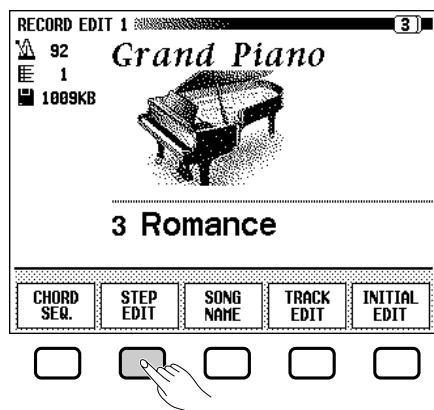 RECORD EDIT 1
3
92
1
1009KB
Grand Piano
3 Romance
CHORD SEQ.
STEP EDIT
SONG NAME
TRACK EDIT
INITIAL EDIT